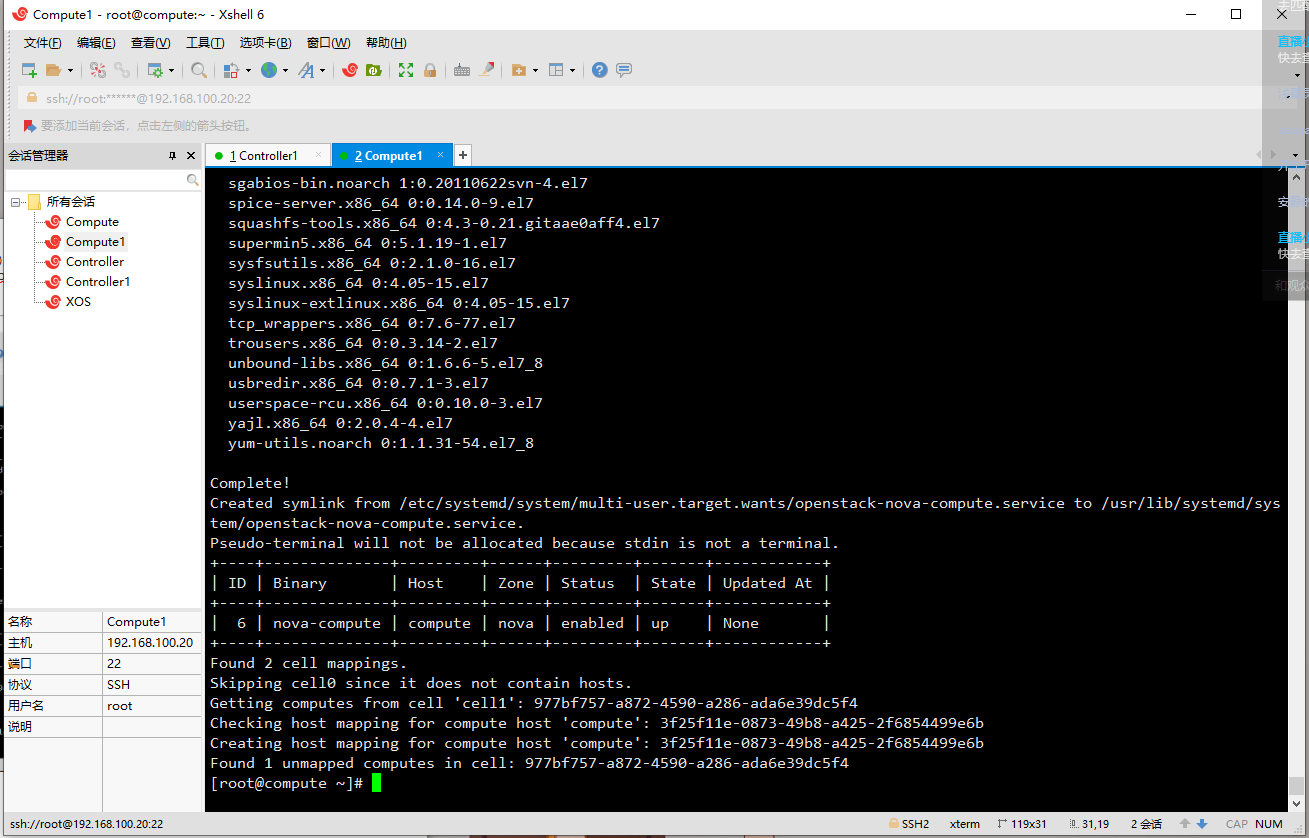 Compute1 - root@compute:~ - Xshell 6
文件(F) 编辑(E) 查看(V) 工具(T) 选项卡(B) 窗口(W) 帮助(H)
ssh://root:******@192.168.100.20:22
要添加当前会话，点击左侧的箭头按钮。
会话管理器
1 Controller1
2 Compute1
所有会话
Compute
Compute1
Controller
Controller1
XOS
名称 Compute1
主机 192.168.100.20
端口 22
协议 SSH
用户名 root
说明
sgabios-bin.noarch 1:0.20110622svn-4.el7
spice-server.x86_64 0:0.14.0-9.el7
squashfs-tools.x86_64 0:4.3-0.21.gitaae0aff4.el7
supermin5.x86_64 0:5.1.19-1.el7
sysfsutils.x86_64 0:2.1.0-16.el7
syslinux.x86_64 0:4.05-15.el7
syslinux-extlinux.x86_64 0:4.05-15.el7
tcp_wrappers.x86_64 0:7.6-77.el7
trousers.x86_64 0:0.3.14-2.el7
unbound-libs.x86_64 0:1.6.6-5.el7_8
usbredir.x86_64 0:0.7.1-3.el7
userspace-rcu.x86_64 0:0.10.0-3.el7
yajl.x86_64 0:2.0.4-4.el7
yum-utils.noarch 0:1.1.31-54.el7_8
Complete!
Created symlink from /etc/systemd/system/multi-user.target.wants/openstack-nova-compute.service to /usr/lib/systemd/sys
tem/openstack-nova-compute.service.
Pseudo-terminal will not be allocated because stdin is not a terminal.
+----+--------------+---------+------+---------+-------+------------+
| ID | Binary       | Host    | Zone | Status  | State | Updated At |
+----+--------------+---------+------+---------+-------+------------+
|  6 | nova-compute | compute | nova | enabled | up    | None       |
+----+--------------+---------+------+---------+-------+------------+
Found 2 cell mappings.
Skipping cell0 since it does not contain hosts.
Getting computes from cell 'cell1': 977bf757-a872-4590-a286-ada6e39dc5f4
Checking host mapping for compute host 'compute': 3f25f11e-0873-49b8-a425-2f6854499e6b
Creating host mapping for compute host 'compute': 3f25f11e-0873-49b8-a425-2f6854499e6b
Found 1 unmapped computes in cell: 977bf757-a872-4590-a286-ada6e39dc5f4
[root@compute ~]#
直播
快去
安
直播
快去
和观众
ssh://root@192.168.100.20:22 SSH2 xterm 119x31 31,19 2 会话 CAP NUM